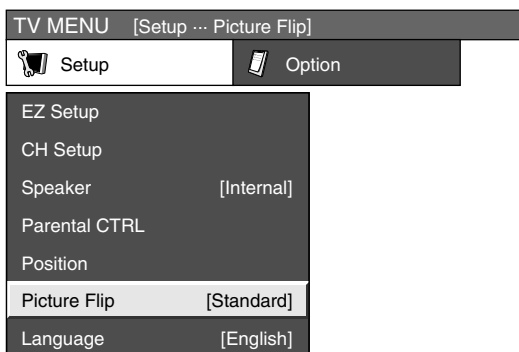 TV MENU [Setup ··· Picture Flip]
Setup Option
EZ Setup
CH Setup
Speaker [Internal]
Parental CTRL
Position
Picture Flip [Standard]
Language [English]